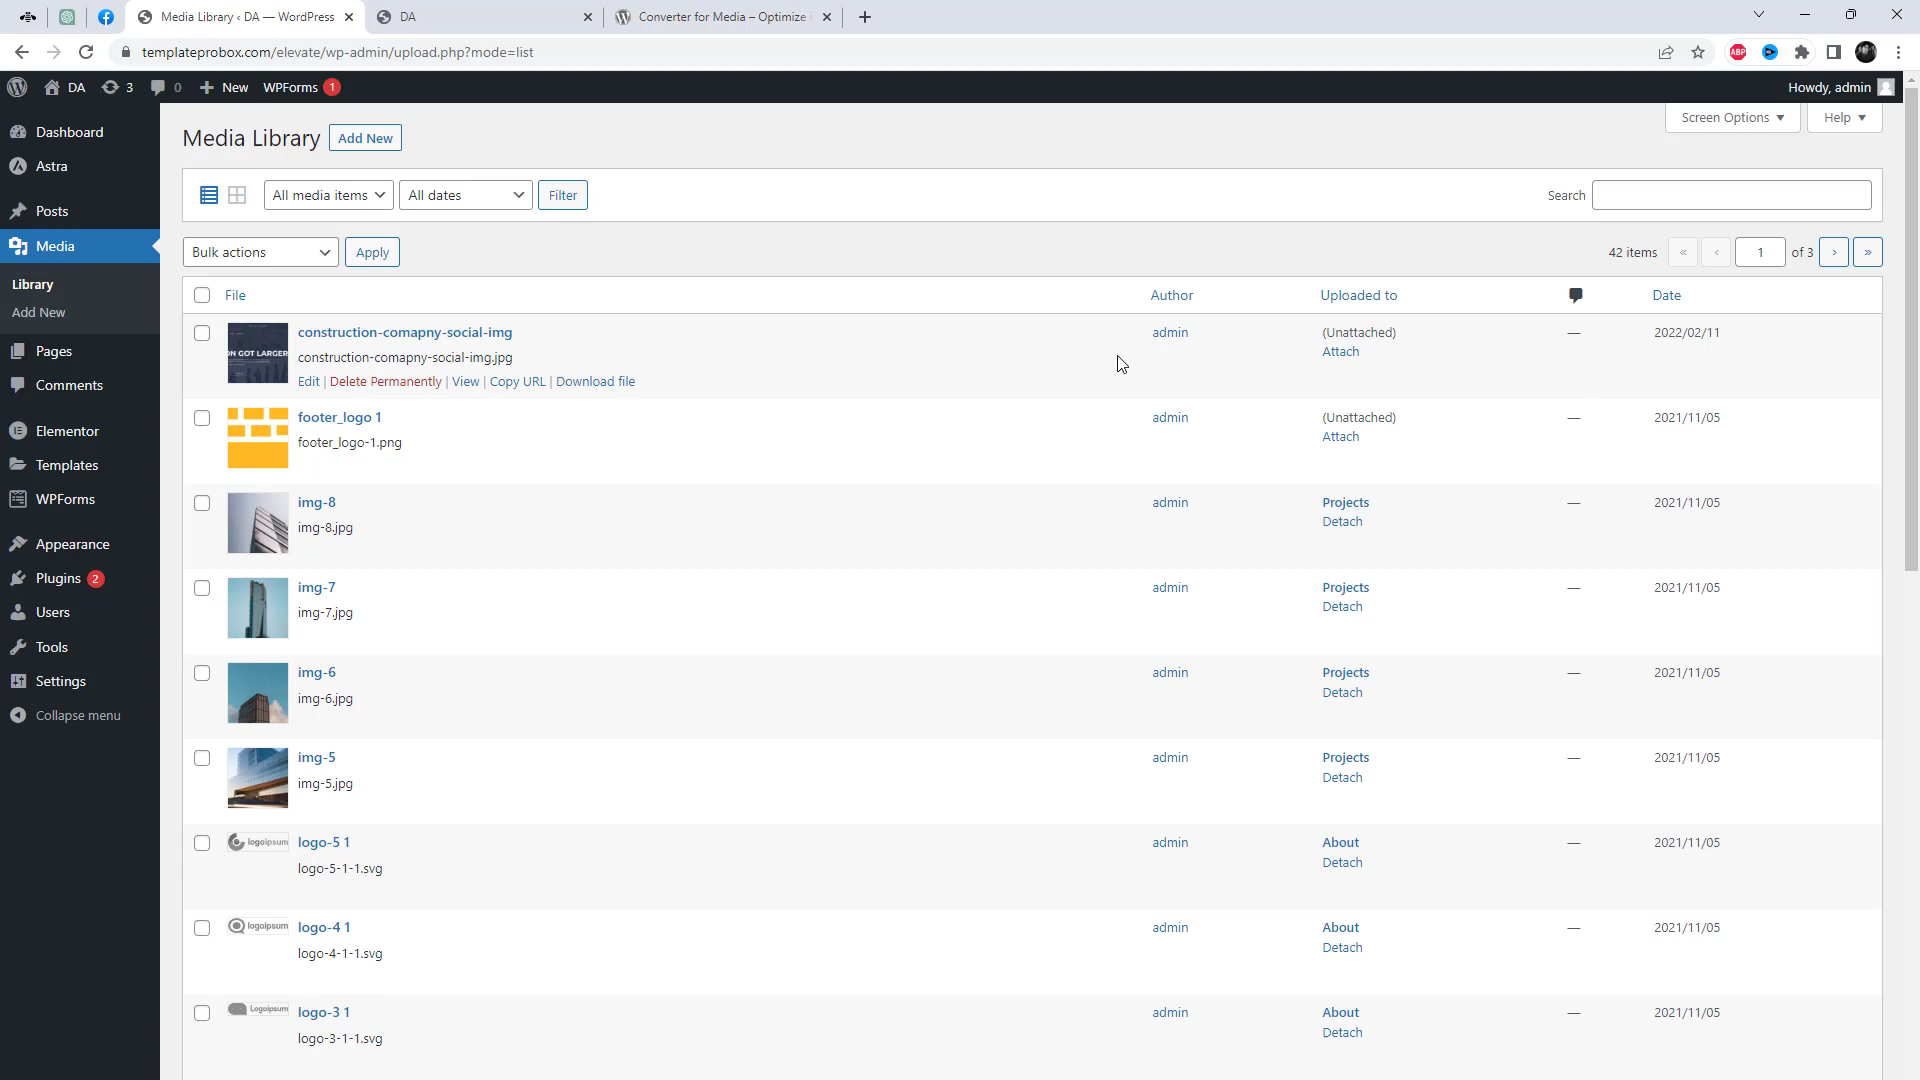 Media Library ‹ DA — WordPress
DA
Converter for Media – Optimize
templateprobox.com/elevate/wp-admin/upload.php?mode=list
ABP
DA
3
0
New
WPForms 1
Howdy, admin
Dashboard
Astra
Posts
Media
Library
Add New
Pages
Comments
Elementor
Templates
WPForms
Appearance
Plugins 2
Users
Tools
Settings
Collapse menu
Media Library Add New
Screen Options
Help
All media items
All dates
Filter
Search
Bulk actions
Apply
42 items « ‹ 1 of 3 › »
File Author Uploaded to Date
construction-comapny-social-img admin (Unattached) — 2022/02/11
ON GOT LARGER
construction-comapny-social-img.jpg Attach
Edit | Delete Permanently | View | Copy URL | Download file
footer_logo 1 admin (Unattached) — 2021/11/05
footer_logo-1.png Attach
img-8 admin Projects — 2021/11/05
img-8.jpg Detach
img-7 admin Projects — 2021/11/05
img-7.jpg Detach
img-6 admin Projects — 2021/11/05
img-6.jpg Detach
img-5 admin Projects — 2021/11/05
img-5.jpg Detach
logoipsum logo-5 1 admin About — 2021/11/05
logo-5-1-1.svg Detach
logoipsum logo-4 1 admin About — 2021/11/05
logo-4-1-1.svg Detach
Logoipsum logo-3 1 admin About — 2021/11/05
logo-3-1-1.svg Detach